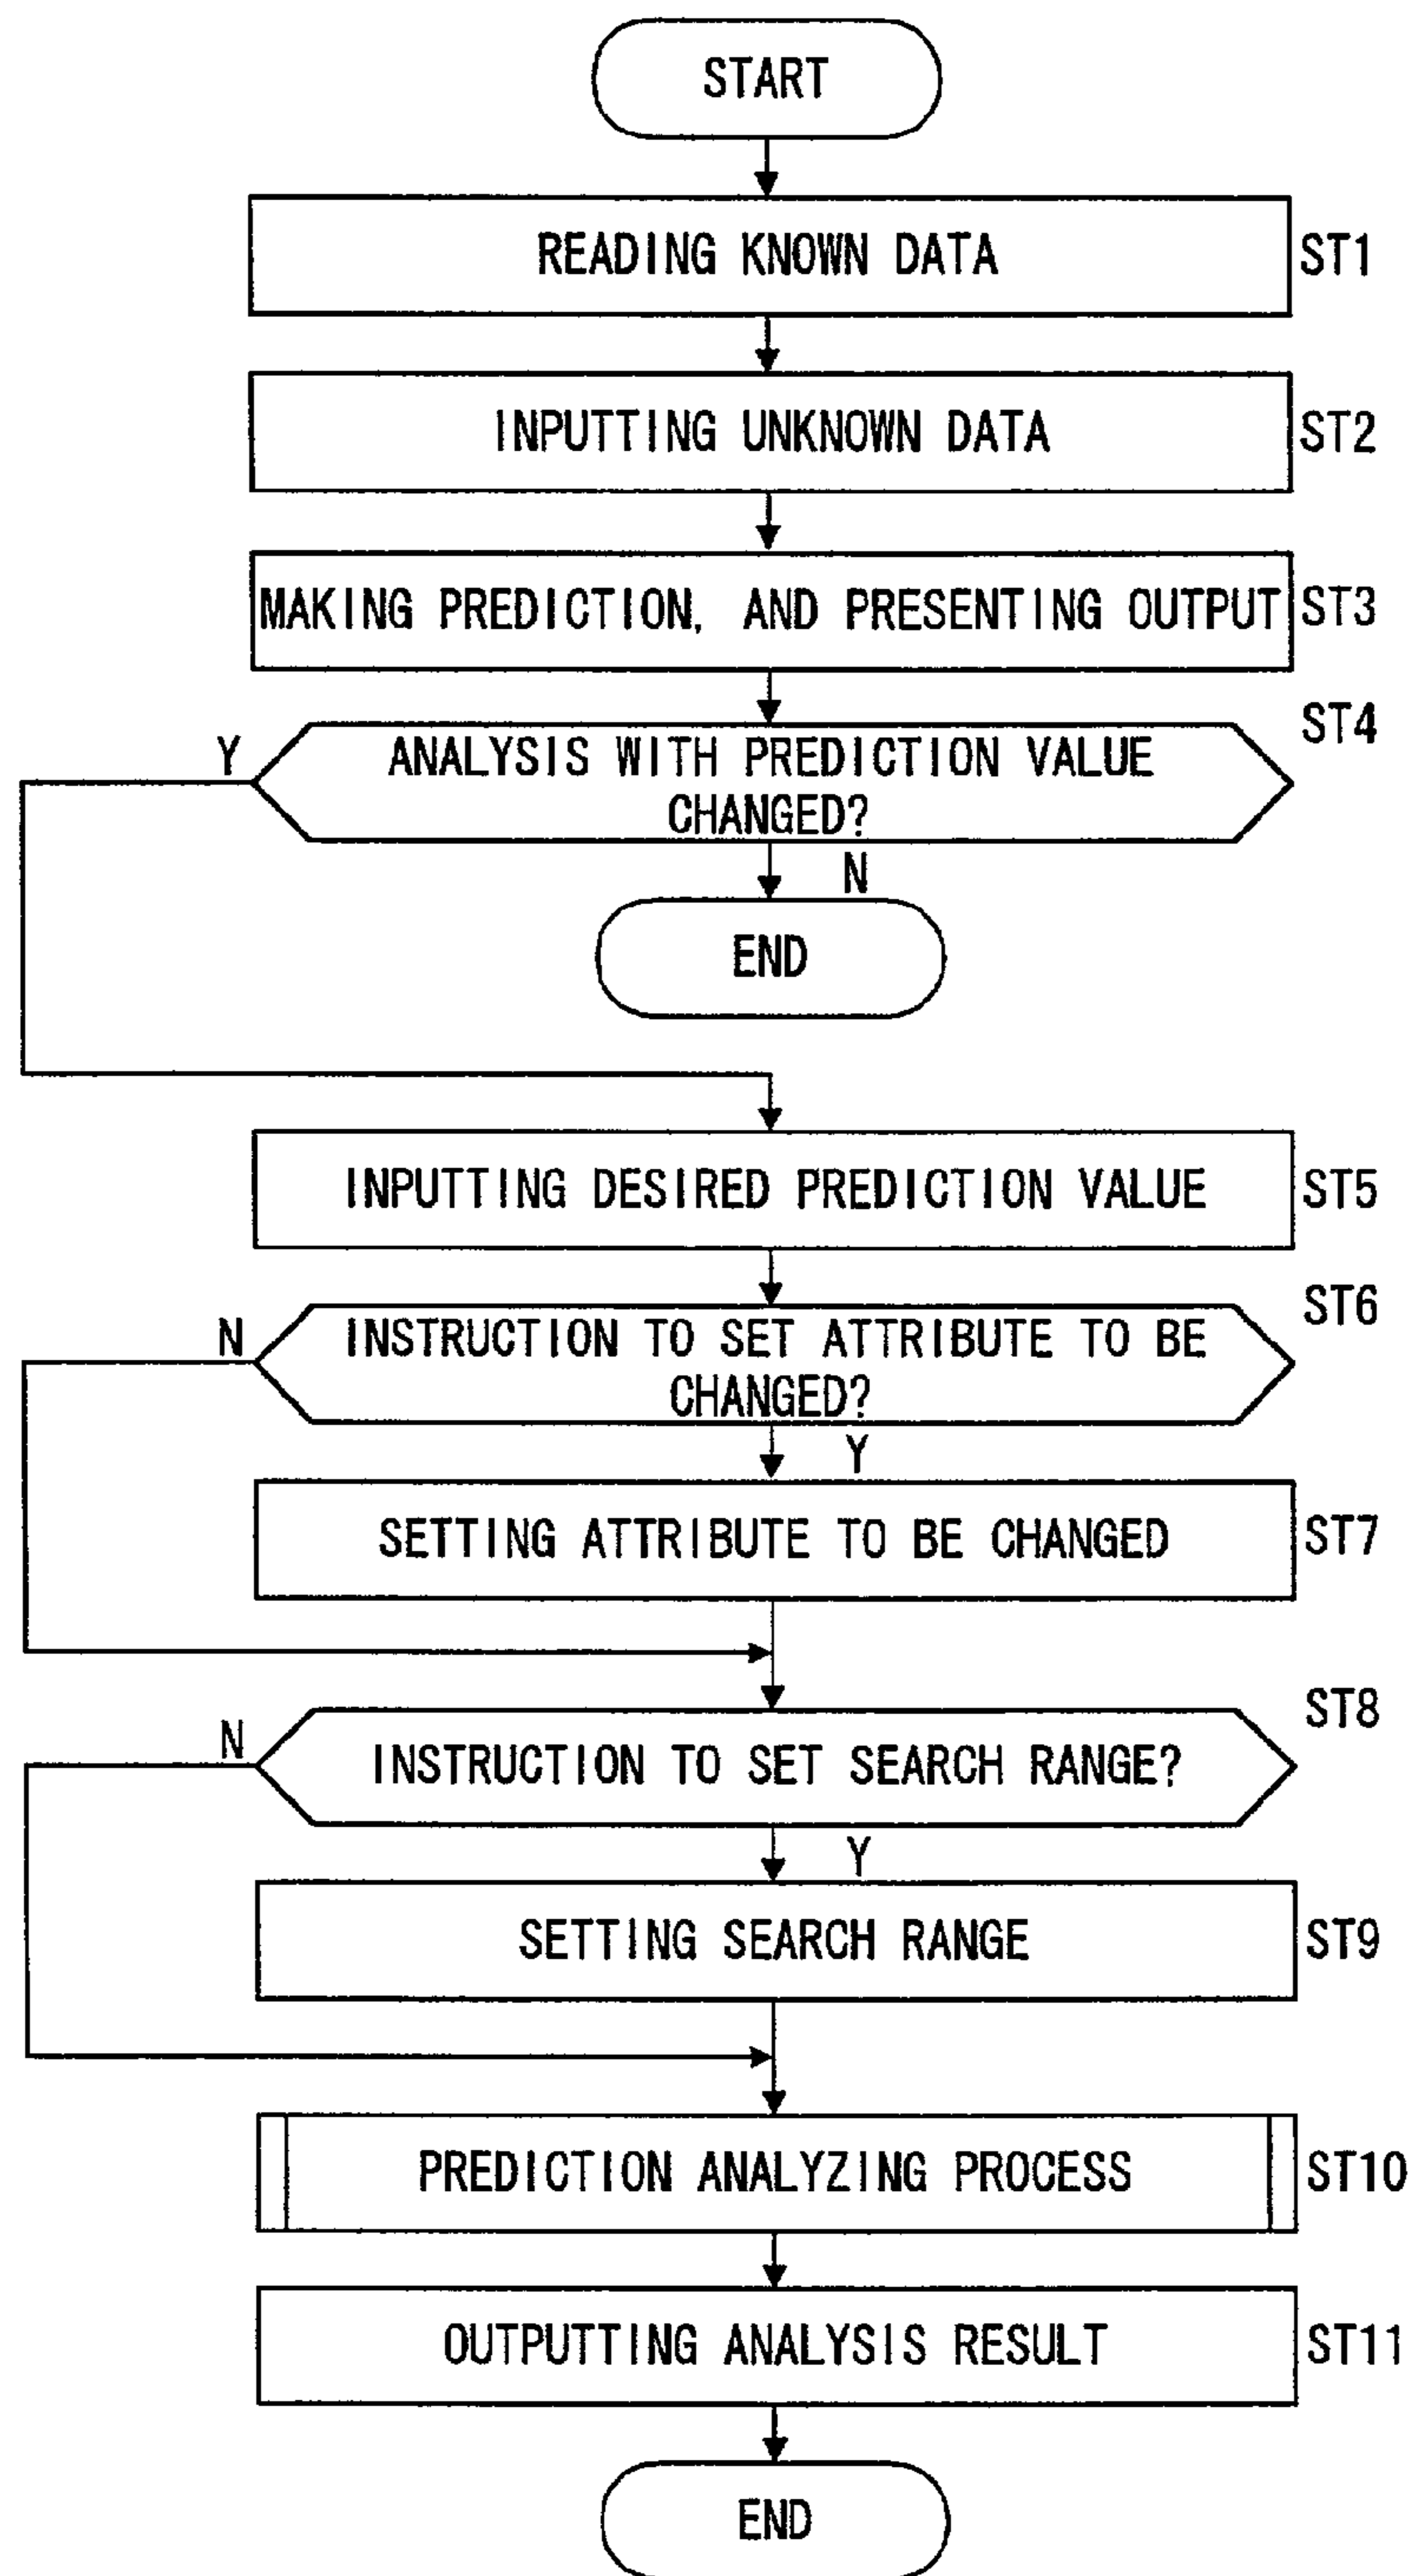 START
READING KNOWN DATA ST1
INPUTTING UNKNOWN DATA ST2
MAKING PREDICTION, AND PRESENTING OUTPUT ST3
ST4
Y
ANALYSIS WITH PREDICTION VALUE
CHANGED?
N
END
INPUTTING DESIRED PREDICTION VALUE ST5
ST6
N
INSTRUCTION TO SET ATTRIBUTE TO BE
CHANGED?
Y
SETTING ATTRIBUTE TO BE CHANGED ST7
ST8
N
INSTRUCTION TO SET SEARCH RANGE?
Y
SETTING SEARCH RANGE ST9
PREDICTION ANALYZING PROCESS ST10
OUTPUTTING ANALYSIS RESULT ST11
END